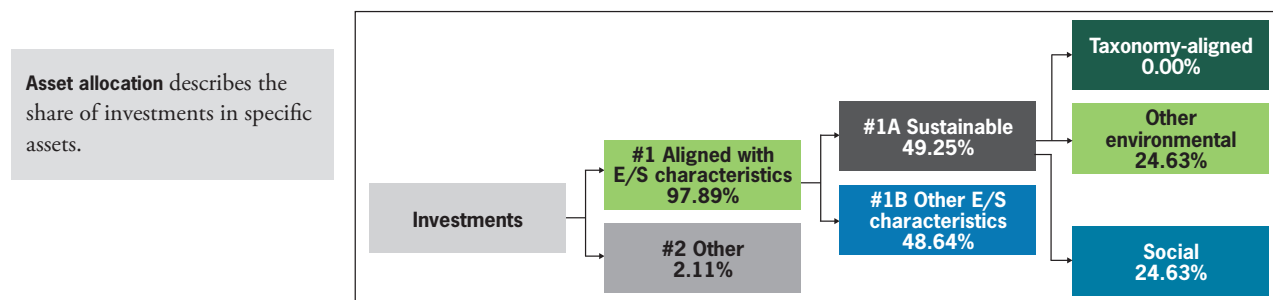 Asset allocation describes the
share of investments in specific
assets.
Investments
#1 Aligned with
E/S characteristics
97.89%
#2 Other
2.11%
#1A Sustainable
49.25%
#1B Other E/S
characteristics
48.64%
Taxonomy-aligned
0.00%
Other
environmental
24.63%
Social
24.63%